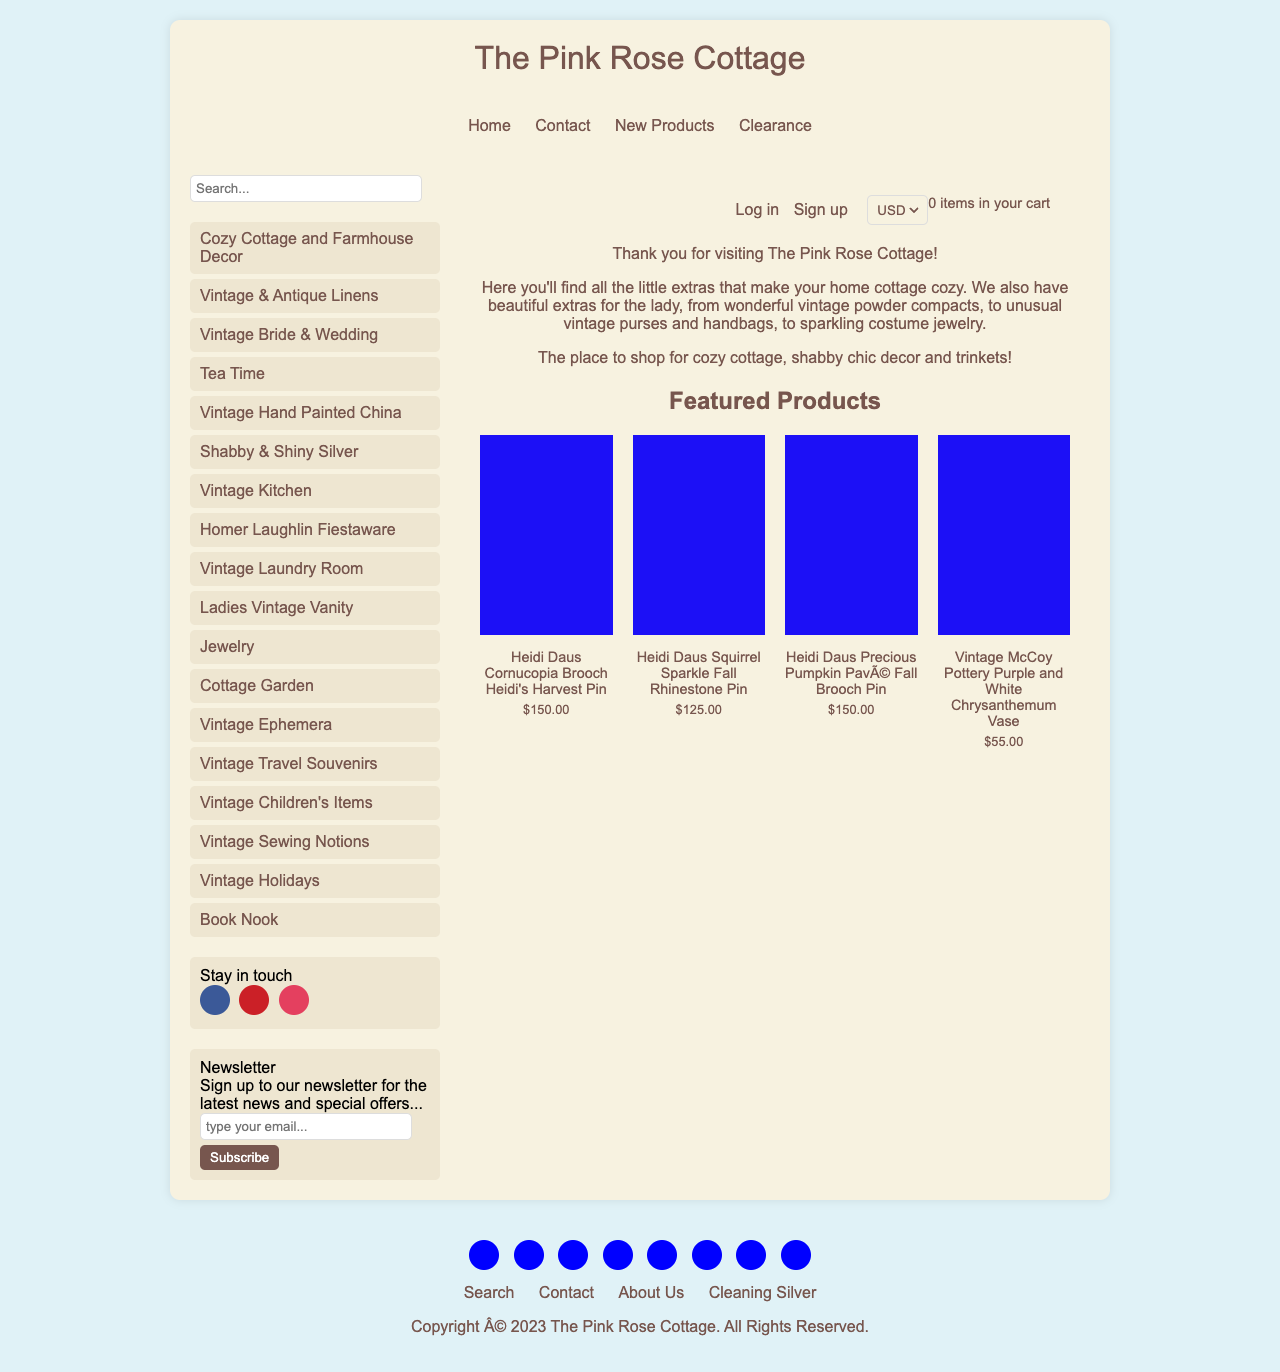 The Pink Rose Cottage
Home Contact New Products Clearance
Search...
Log in Sign up USD 0 items in your cart
Cozy Cottage and Farmhouse
Decor
Vintage & Antique Linens
Vintage Bride & Wedding
Tea Time
Vintage Hand Painted China
Shabby & Shiny Silver
Vintage Kitchen
Homer Laughlin Fiestaware
Vintage Laundry Room
Ladies Vintage Vanity
Jewelry
Cottage Garden
Vintage Ephemera
Vintage Travel Souvenirs
Vintage Children's Items
Vintage Sewing Notions
Vintage Holidays
Book Nook
Stay in touch
Newsletter
Sign up to our newsletter for the
latest news and special offers...
type your email...
Subscribe
Thank you for visiting The Pink Rose Cottage!
Here you'll find all the little extras that make your home cottage cozy. We also have
beautiful extras for the lady, from wonderful vintage powder compacts, to unusual
vintage purses and handbags, to sparkling costume jewelry.
The place to shop for cozy cottage, shabby chic decor and trinkets!
Featured Products
Heidi Daus
Cornucopia Brooch
Heidi's Harvest Pin
$150.00
Heidi Daus Squirrel
Sparkle Fall
Rhinestone Pin
$125.00
Heidi Daus Precious
Pumpkin PavÃ© Fall
Brooch Pin
$150.00
Vintage McCoy
Pottery Purple and
White
Chrysanthemum
Vase
$55.00
Search Contact About Us Cleaning Silver
Copyright Â© 2023 The Pink Rose Cottage. All Rights Reserved.